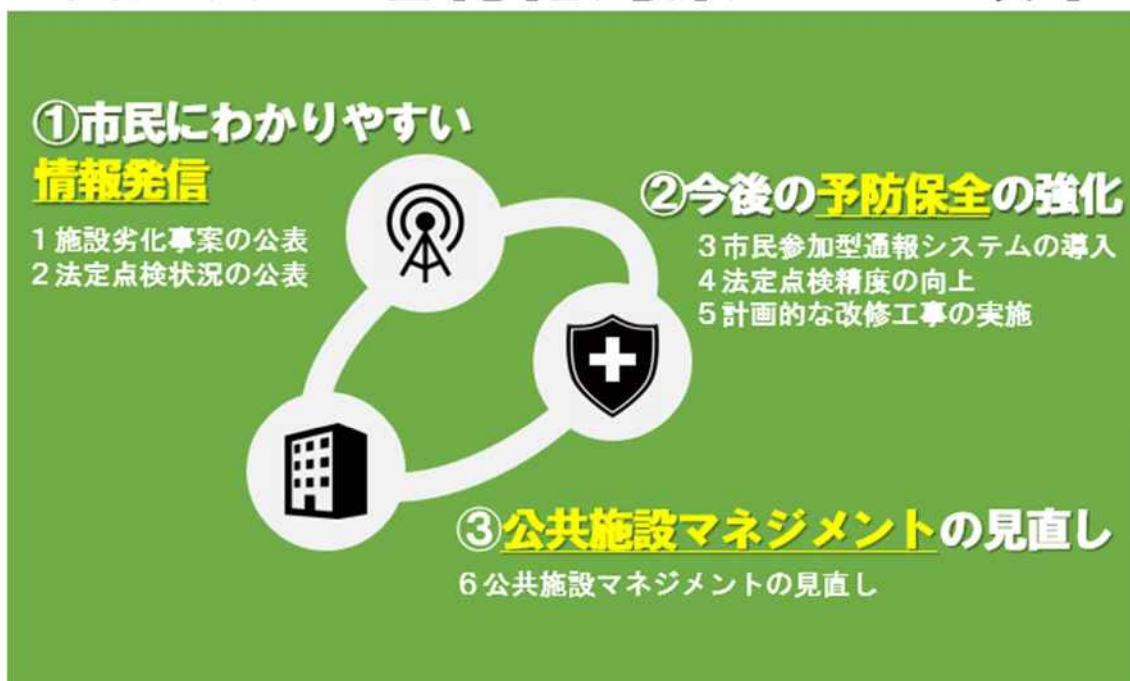 ①市民にわかりやすい
情報発信
1施設劣化事案の公表
2法定点検状況の公表
②今後の予防保全の強化
3市民参加型通報システムの導入
4法定点検精度の向上
5計画的な改修工事の実施
③公共施設マネジメントの見直し
6公共施設マネジメントの見直し